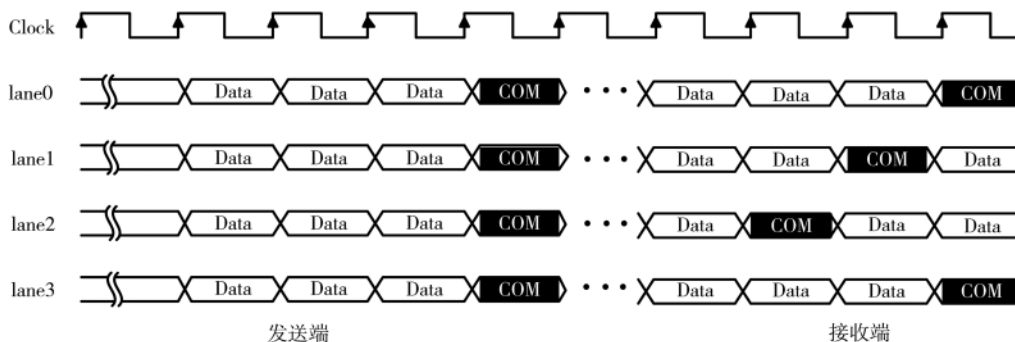 Clock
lane0 Data Data Data COM ... Data Data Data COM
lane1 Data Data Data COM ... Data Data COM Data
lane2 Data Data Data COM ... Data COM Data Data
lane3 Data Data Data COM ... Data Data Data COM
发送端 接收端